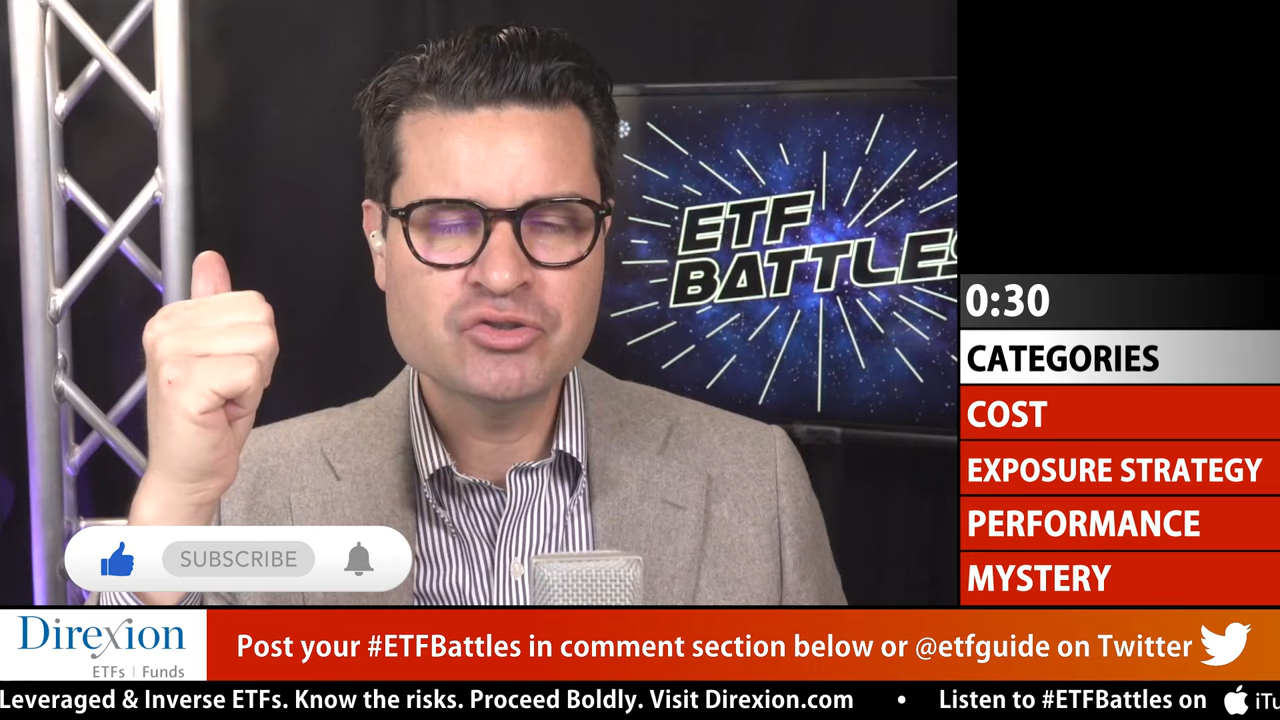 ETF
BATTLES
0:30
CATEGORIES
COST
EXPOSURE STRATEGY
PERFORMANCE
MYSTERY
SUBSCRIBE
Direxion
ETFs | Funds
Post your #ETFBattles in comment section below or @etfguide on Twitter
Leveraged & Inverse ETFs. Know the risks. Proceed Boldly. Visit Direxion.com • Listen to #ETFBattles on iTu